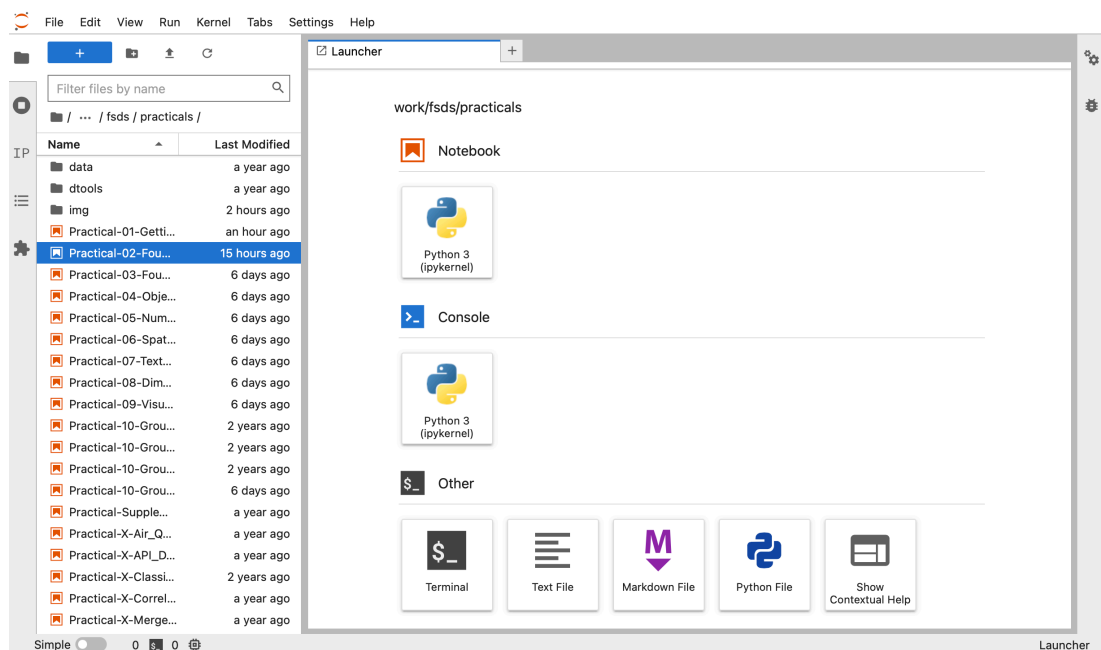 File Edit View Run Kernel Tabs Settings Help
+
Launcher
+
Filter files by name
/ ··· / fsds / practicals /
Name Last Modified
IP
data a year ago
dtools a year ago
img 2 hours ago
Practical-01-Getti... an hour ago
Practical-02-Fou... 15 hours ago
Practical-03-Fou... 6 days ago
Practical-04-Obje... 6 days ago
Practical-05-Num... 6 days ago
Practical-06-Spat... 6 days ago
Practical-07-Text... 6 days ago
Practical-08-Dim... 6 days ago
Practical-09-Visu... 6 days ago
Practical-10-Grou... 2 years ago
Practical-10-Grou... 2 years ago
Practical-10-Grou... 2 years ago
Practical-10-Grou... 6 days ago
Practical-Supple... a year ago
Practical-X-Air_Q... a year ago
Practical-X-API_D... a year ago
Practical-X-Classi... 2 years ago
Practical-X-Correl... a year ago
Practical-X-Merge... a year ago
work/fsds/practicals
Notebook
Python 3
(ipykernel)
>_ Console
Python 3
(ipykernel)
$_ Other
$_
Terminal
Text File
M
Markdown File
Python File
Show
Contextual Help
Simple 0 $_ 0
Launcher